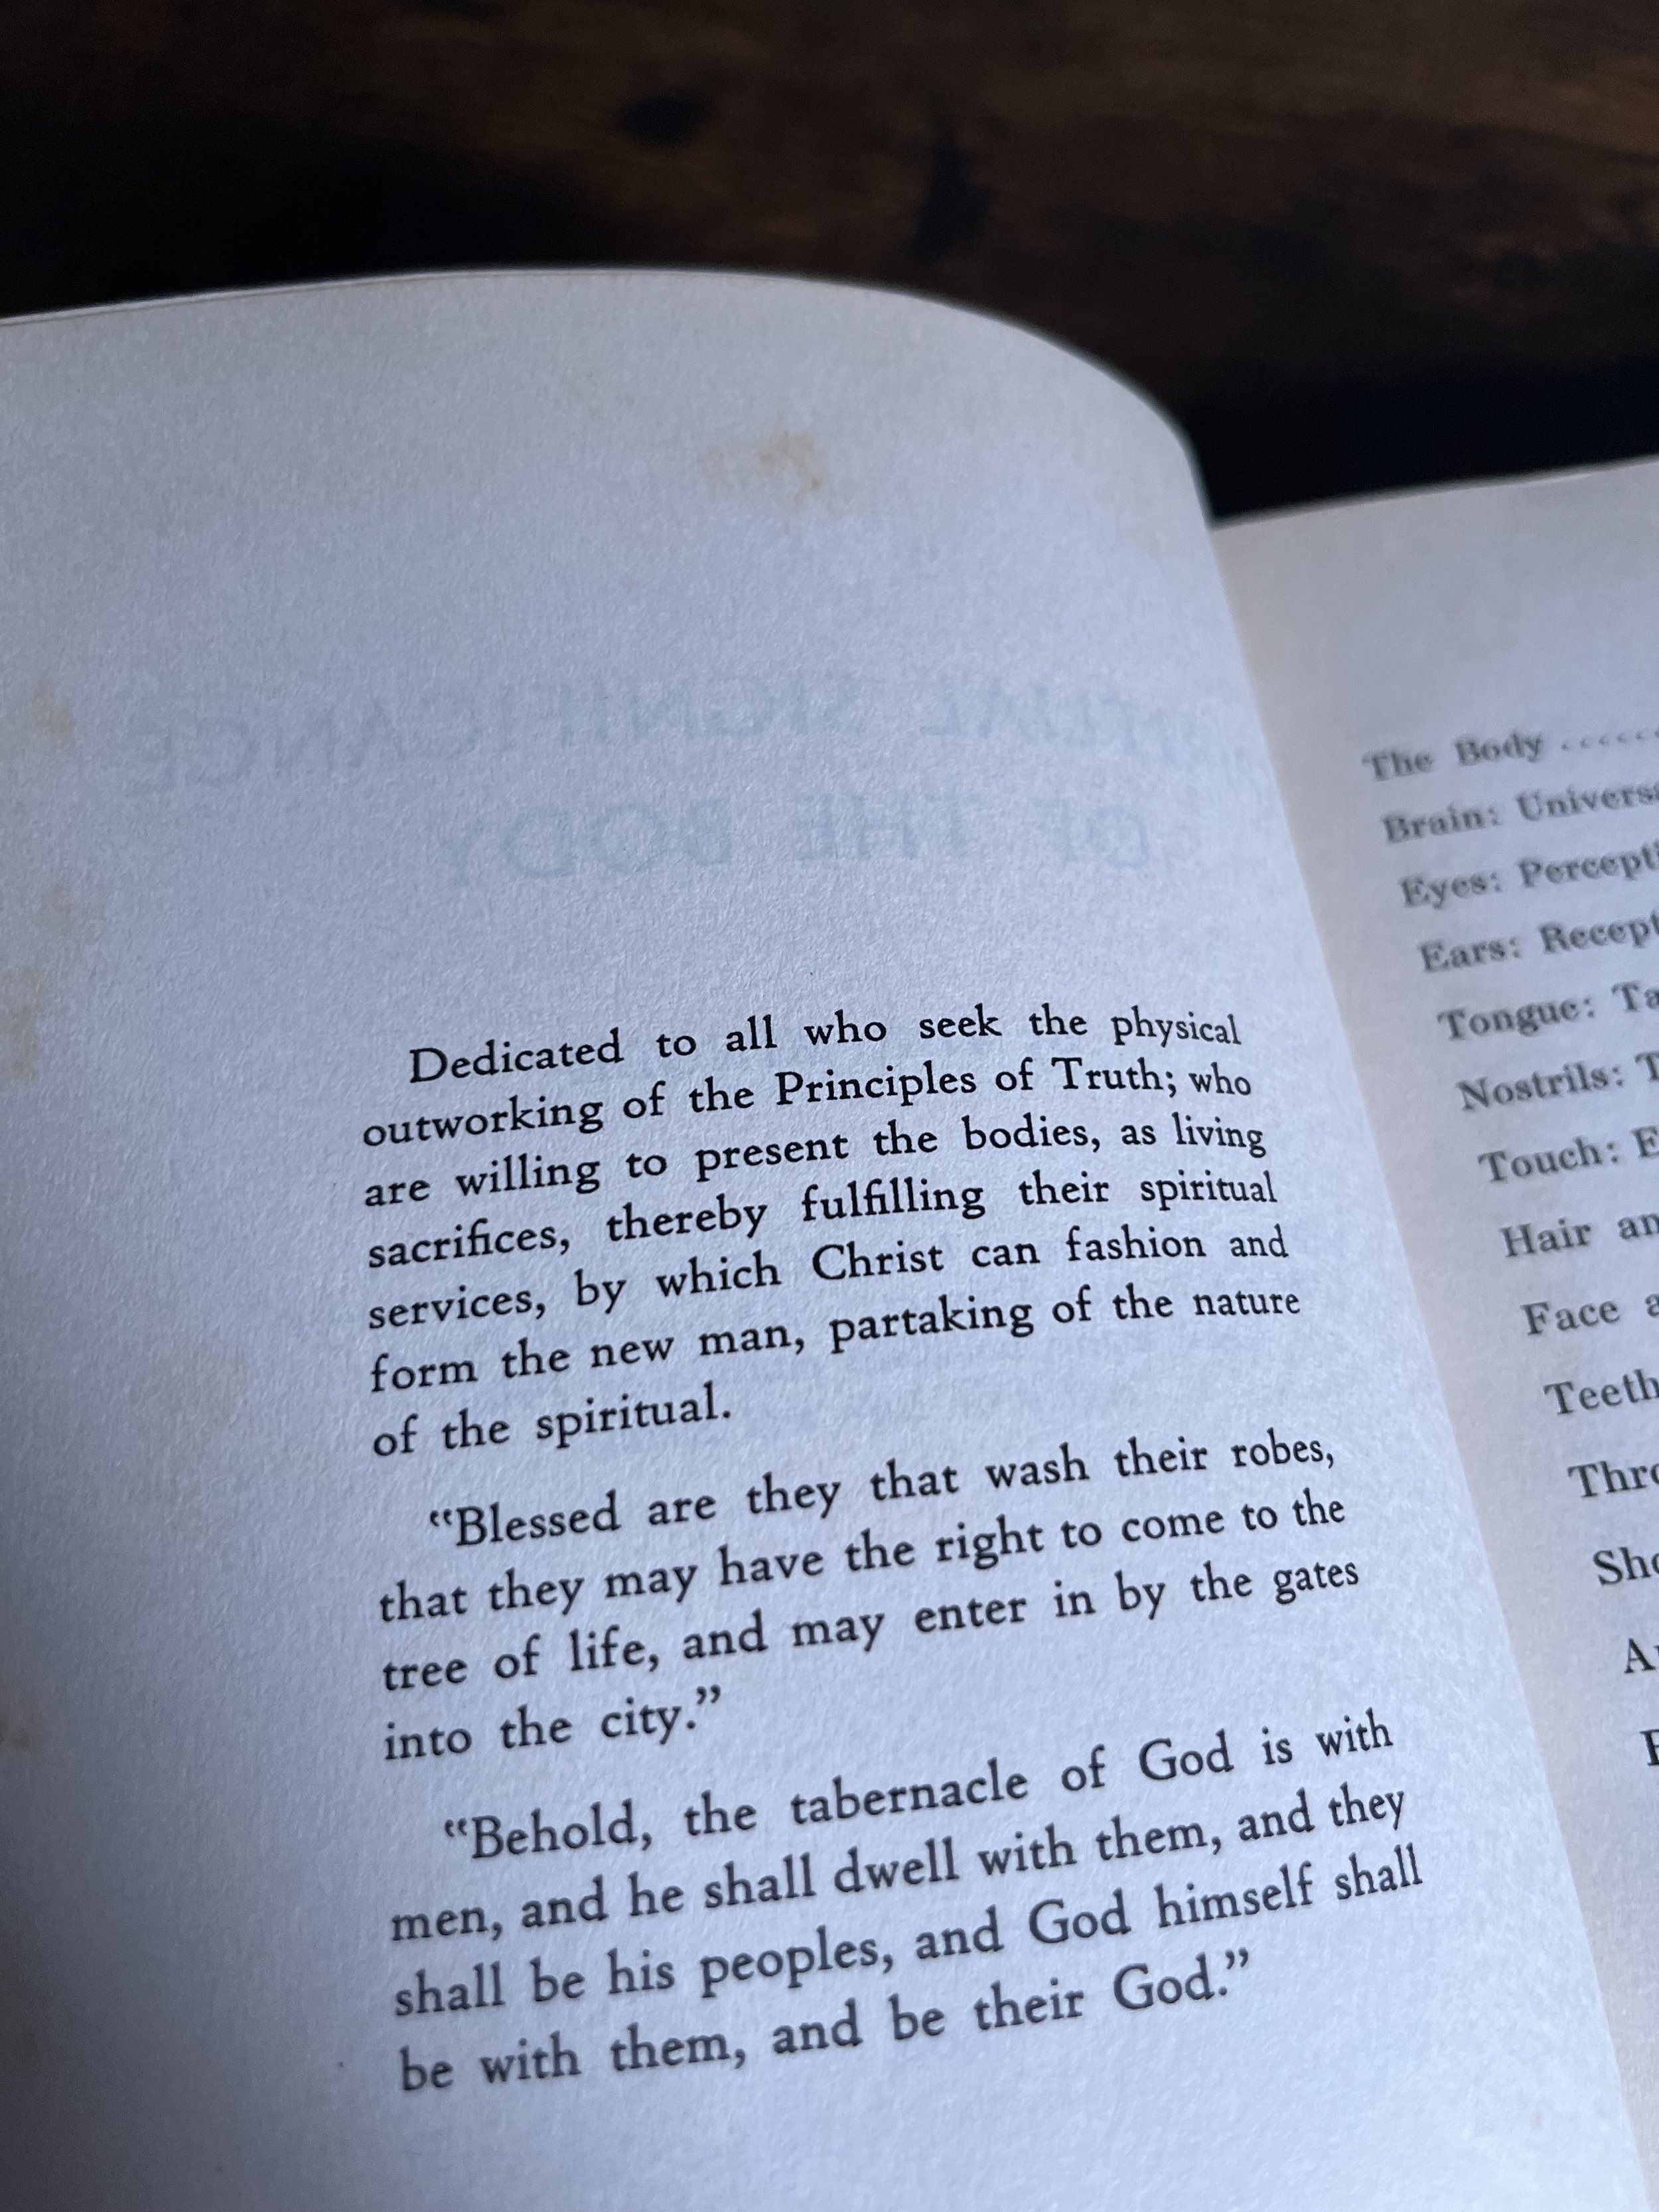 SIGNIFICANCE
OF THE BODY
Dedicated to all who seek the physical
outworking of the Principles of Truth; who
are willing to present the bodies, as living
sacrifices, thereby fulfilling their spiritual
services, by which Christ can fashion and
form the new man, partaking of the nature
of the spiritual.
“Blessed are they that wash their robes,
that they may have the right to come to the
tree of life, and may enter in by the gates
into the city.”
“Behold, the tabernacle of God is with
men, and he shall dwell with them, and they
shall be his peoples, and God himself shall
be with them, and be their God.”
The Body ......
Brain:
Eyes:
Ears:
Tongue:
Nostrils:
Touch:
Hair
Face
Teeth